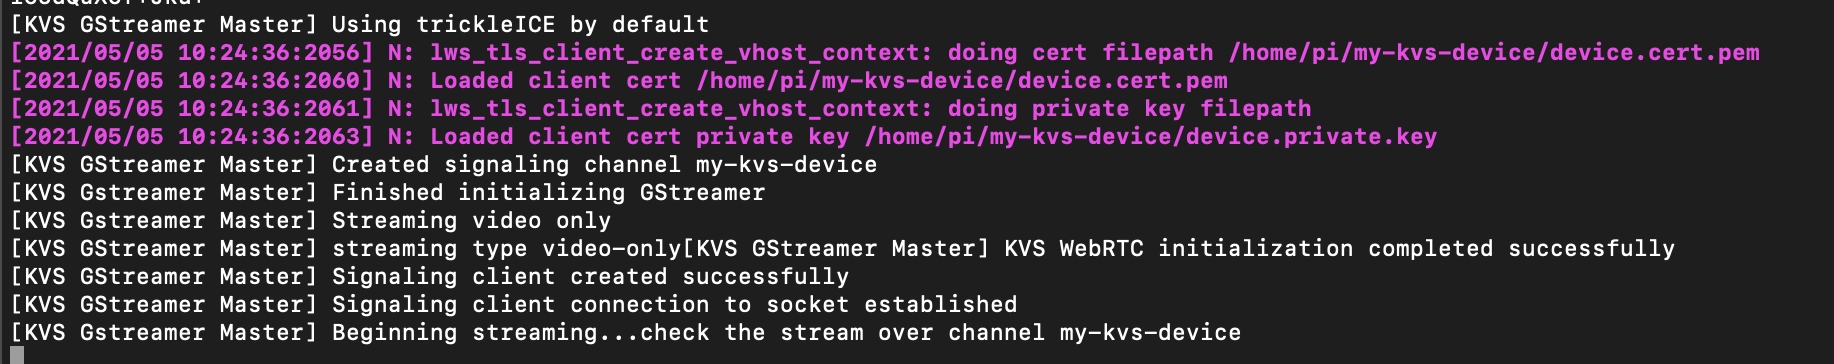 [KVS GStreamer Master] Using trickleICE by default
[2021/05/05 10:24:36:2056] N: lws_tls_client_create_vhost_context: doing cert filepath /home/pi/my-kvs-device/device.cert.pem
[2021/05/05 10:24:36:2060] N: Loaded client cert /home/pi/my-kvs-device/device.cert.pem
[2021/05/05 10:24:36:2061] N: lws_tls_client_create_vhost_context: doing private key filepath
[2021/05/05 10:24:36:2063] N: Loaded client cert private key /home/pi/my-kvs-device/device.private.key
[KVS GStreamer Master] Created signaling channel my-kvs-device
[KVS GStreamer Master] Finished initializing GStreamer
[KVS GStreamer Master] Streaming video only
[KVS GStreamer Master] streaming type video-only[KVS GStreamer Master] KVS WebRTC initialization completed successfully
[KVS GStreamer Master] Signaling client created successfully
[KVS GStreamer Master] Signaling client connection to socket established
[KVS Gstreamer Master] Beginning streaming...check the stream over channel my-kvs-device